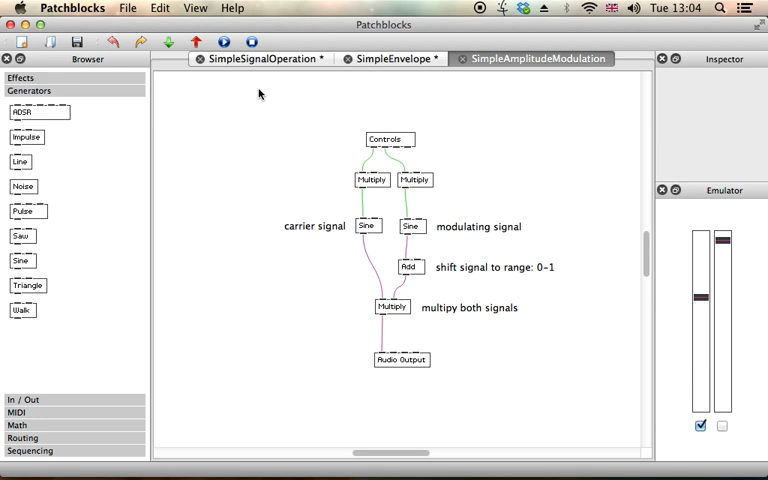 Patchblocks File Edit View Help Tue 13:04
Patchblocks
Browser
SimpleSignalOperation *
SimpleEnvelope *
SimpleAmplitudeModulation
Inspector
Effects
Generators
ADSR
Impulse
Line
Noise
Pulse
Saw
Sine
Triangle
Walk
In / Out
MIDI
Math
Routing
Sequencing
Controls
Multiply
Multiply
carrier signal
Sine
Sine
modulating signal
Add
shift signal to range: 0-1
Multiply
multipy both signals
Audio Output
Emulator